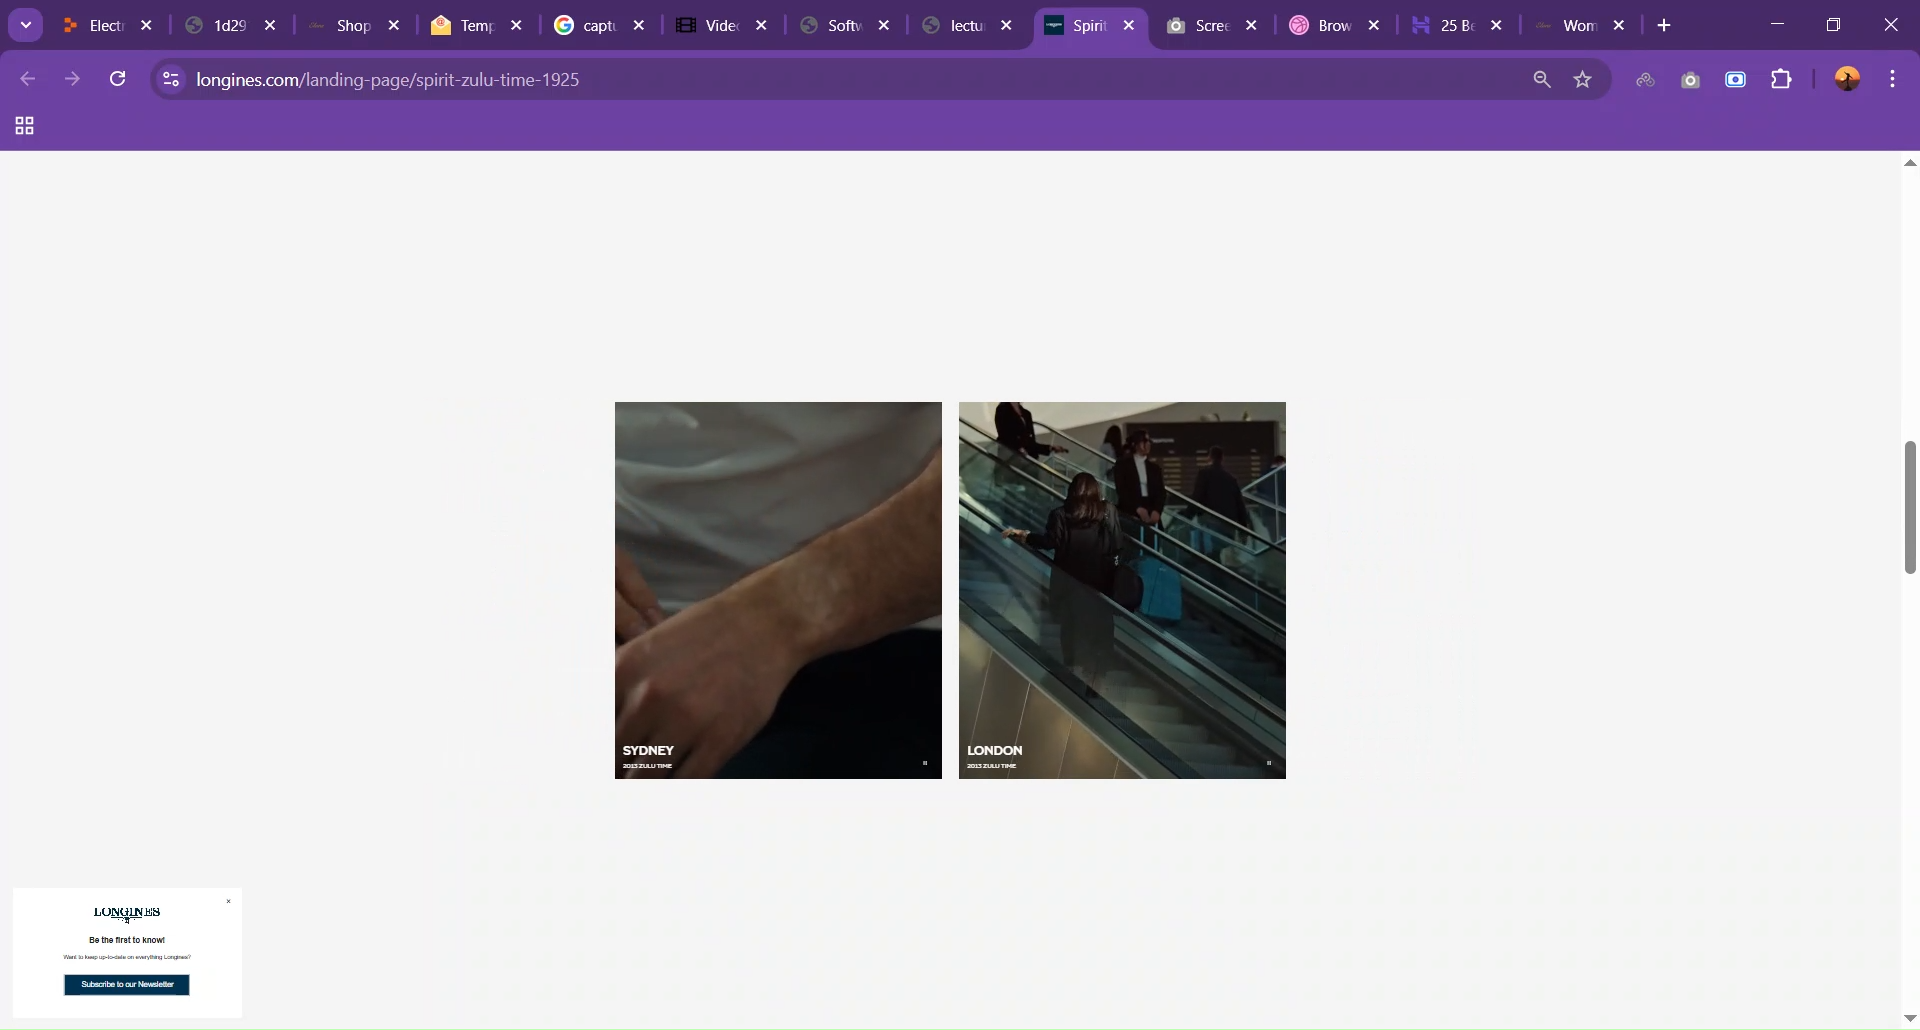 Elect
1d29
Shop
Temp
captu
Video
Softw
lectu
Spirit
Scree
Brow
25 Be
Wom
longines.com/landing-page/spirit-zulu-time-1925
SYDNEY
2013 ZULU TIME
LONDON
2013 ZULU TIME
LONGINES
Be the first to know!
Want to keep up-to-date on everything Longines?
Subscribe to our Newsletter